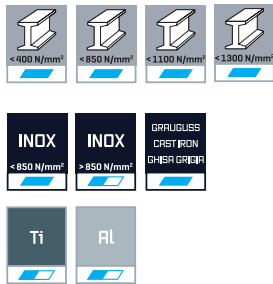 <400 N/mm² <850 N/mm² <1100 N/mm² <1300 N/mm²
INOX INOX GRAUGUSS
CAST IRON
GHISA GRIGIA
<850 N/mm² >850 N/mm²
Ti Al